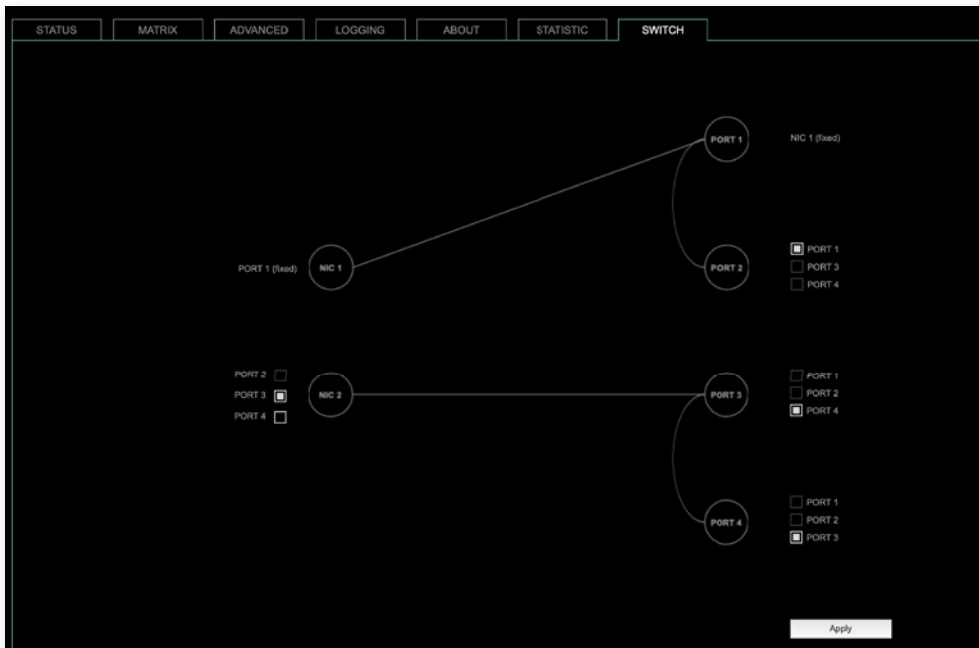 STATUS
MATRIX
ADVANCED
LOGGING
ABOUT
STATISTIC
SWITCH
PORT 1
NIC 1 (fixed)
PORT 1 (fixed)
NIC 1
PORT 2
PORT 1
PORT 3
PORT 4
PORT 2
PORT 3
PORT 4
NIC 2
PORT 3
PORT 1
PORT 2
PORT 4
PORT 4
PORT 1
PORT 2
PORT 3
Apply